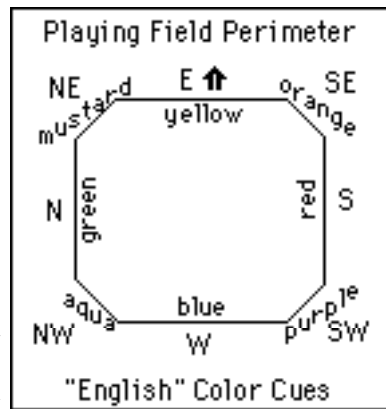 Playing Field Perimeter
NE E SE
mustard yellow orange
N green red S
aqua blue purple
NW W SW
"English" Color Cues